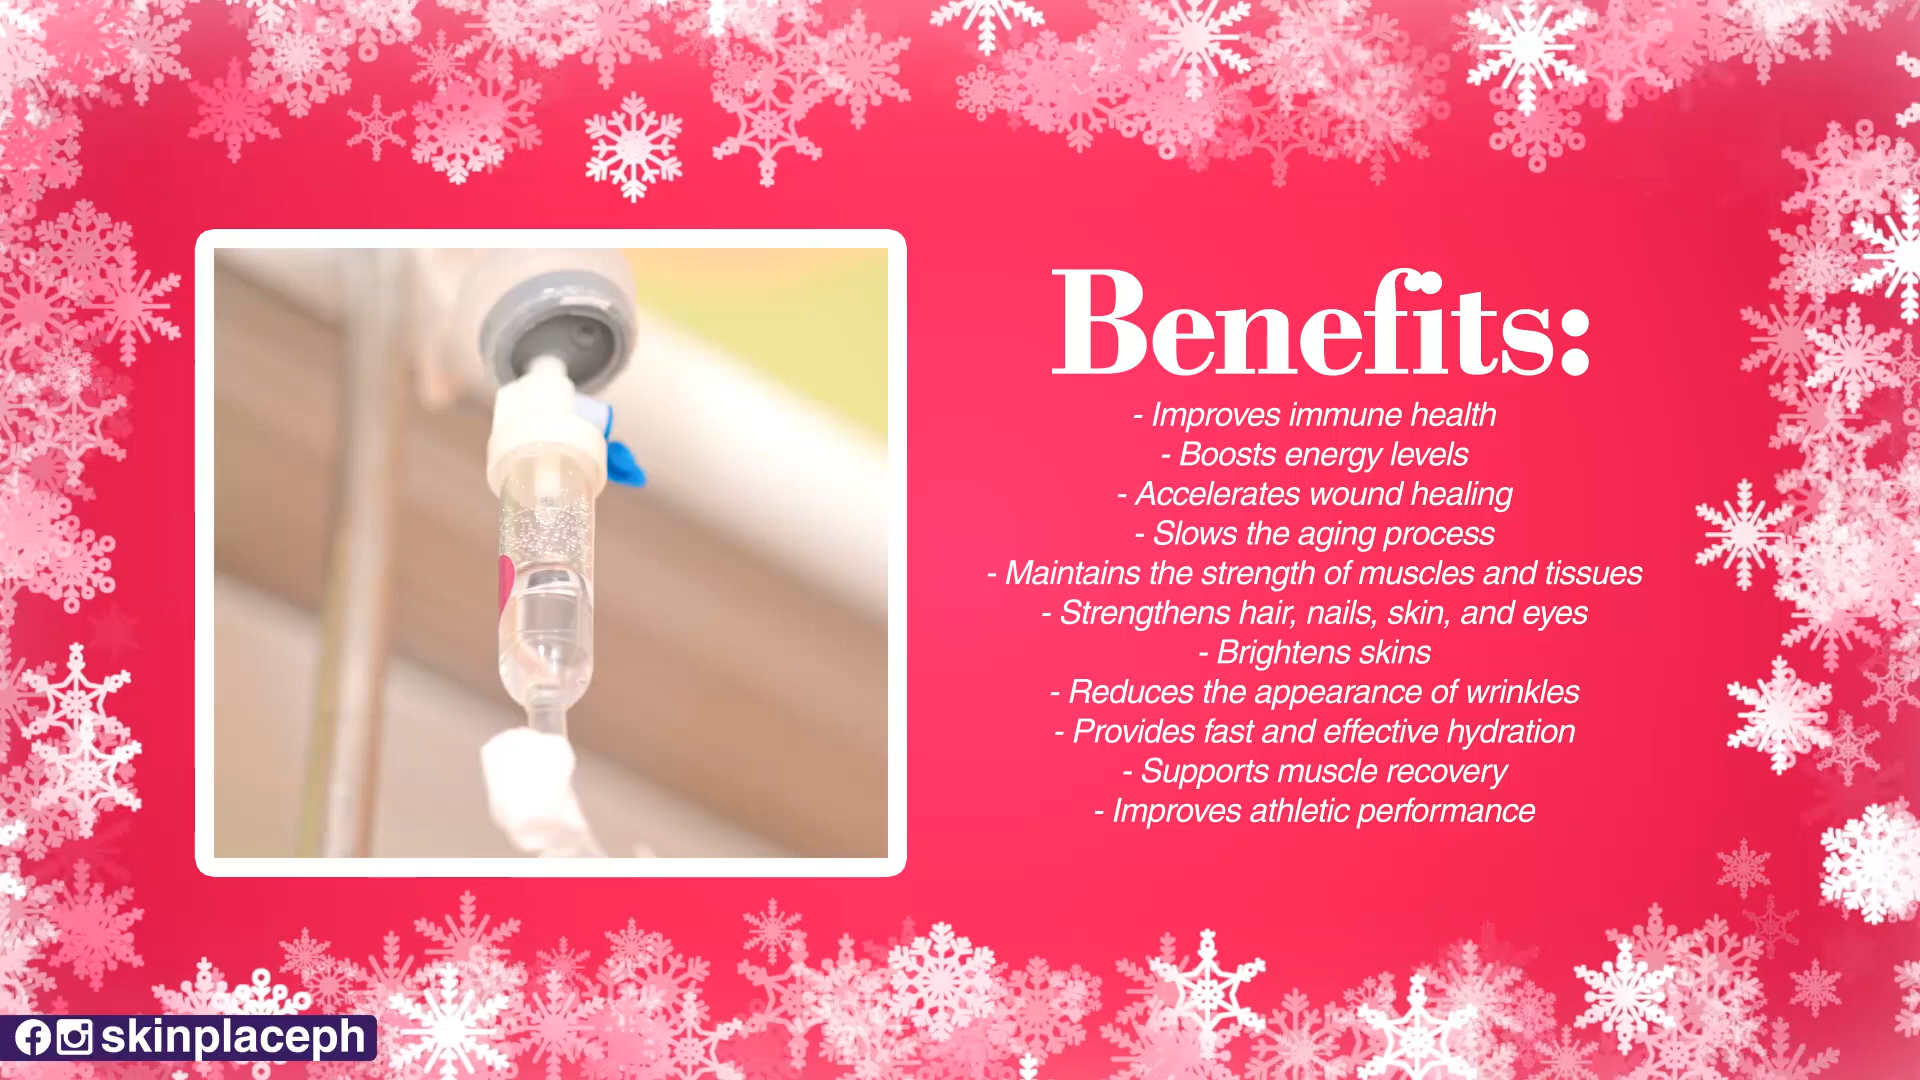 Benefits:
- Improves immune health
- Boosts energy levels
- Accelerates wound healing
- Slows the aging process
- Maintains the strength of muscles and tissues
- Strengthens hair, nails, skin, and eyes
- Brightens skins
- Reduces the appearance of wrinkles
- Provides fast and effective hydration
- Supports muscle recovery
- Improves athletic performance
skinplaceph